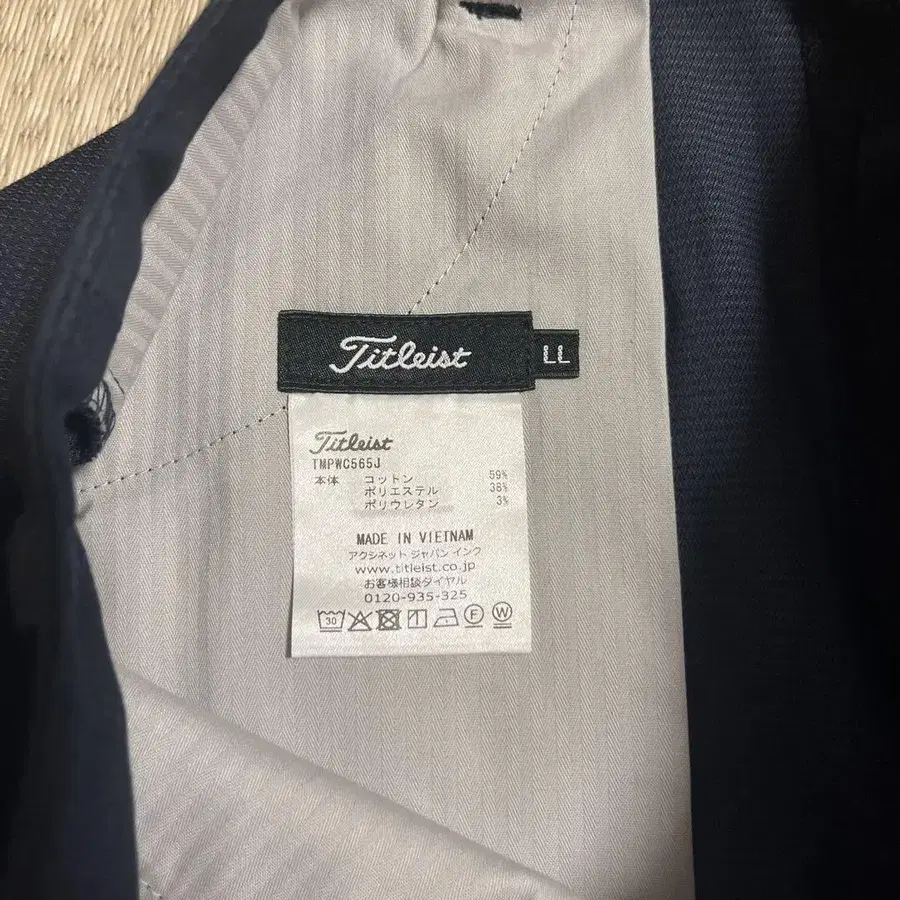 Titleist
LL
Titleist
TMPWC565J
本体 コットン 59%
ポリエステル 38%
ポリウレタン 3%
MADE IN VIETNAM
アクシネット ジャパン インク
www.titleist.co.jp
お客様相談ダイヤル
0120-935-325
30 F W